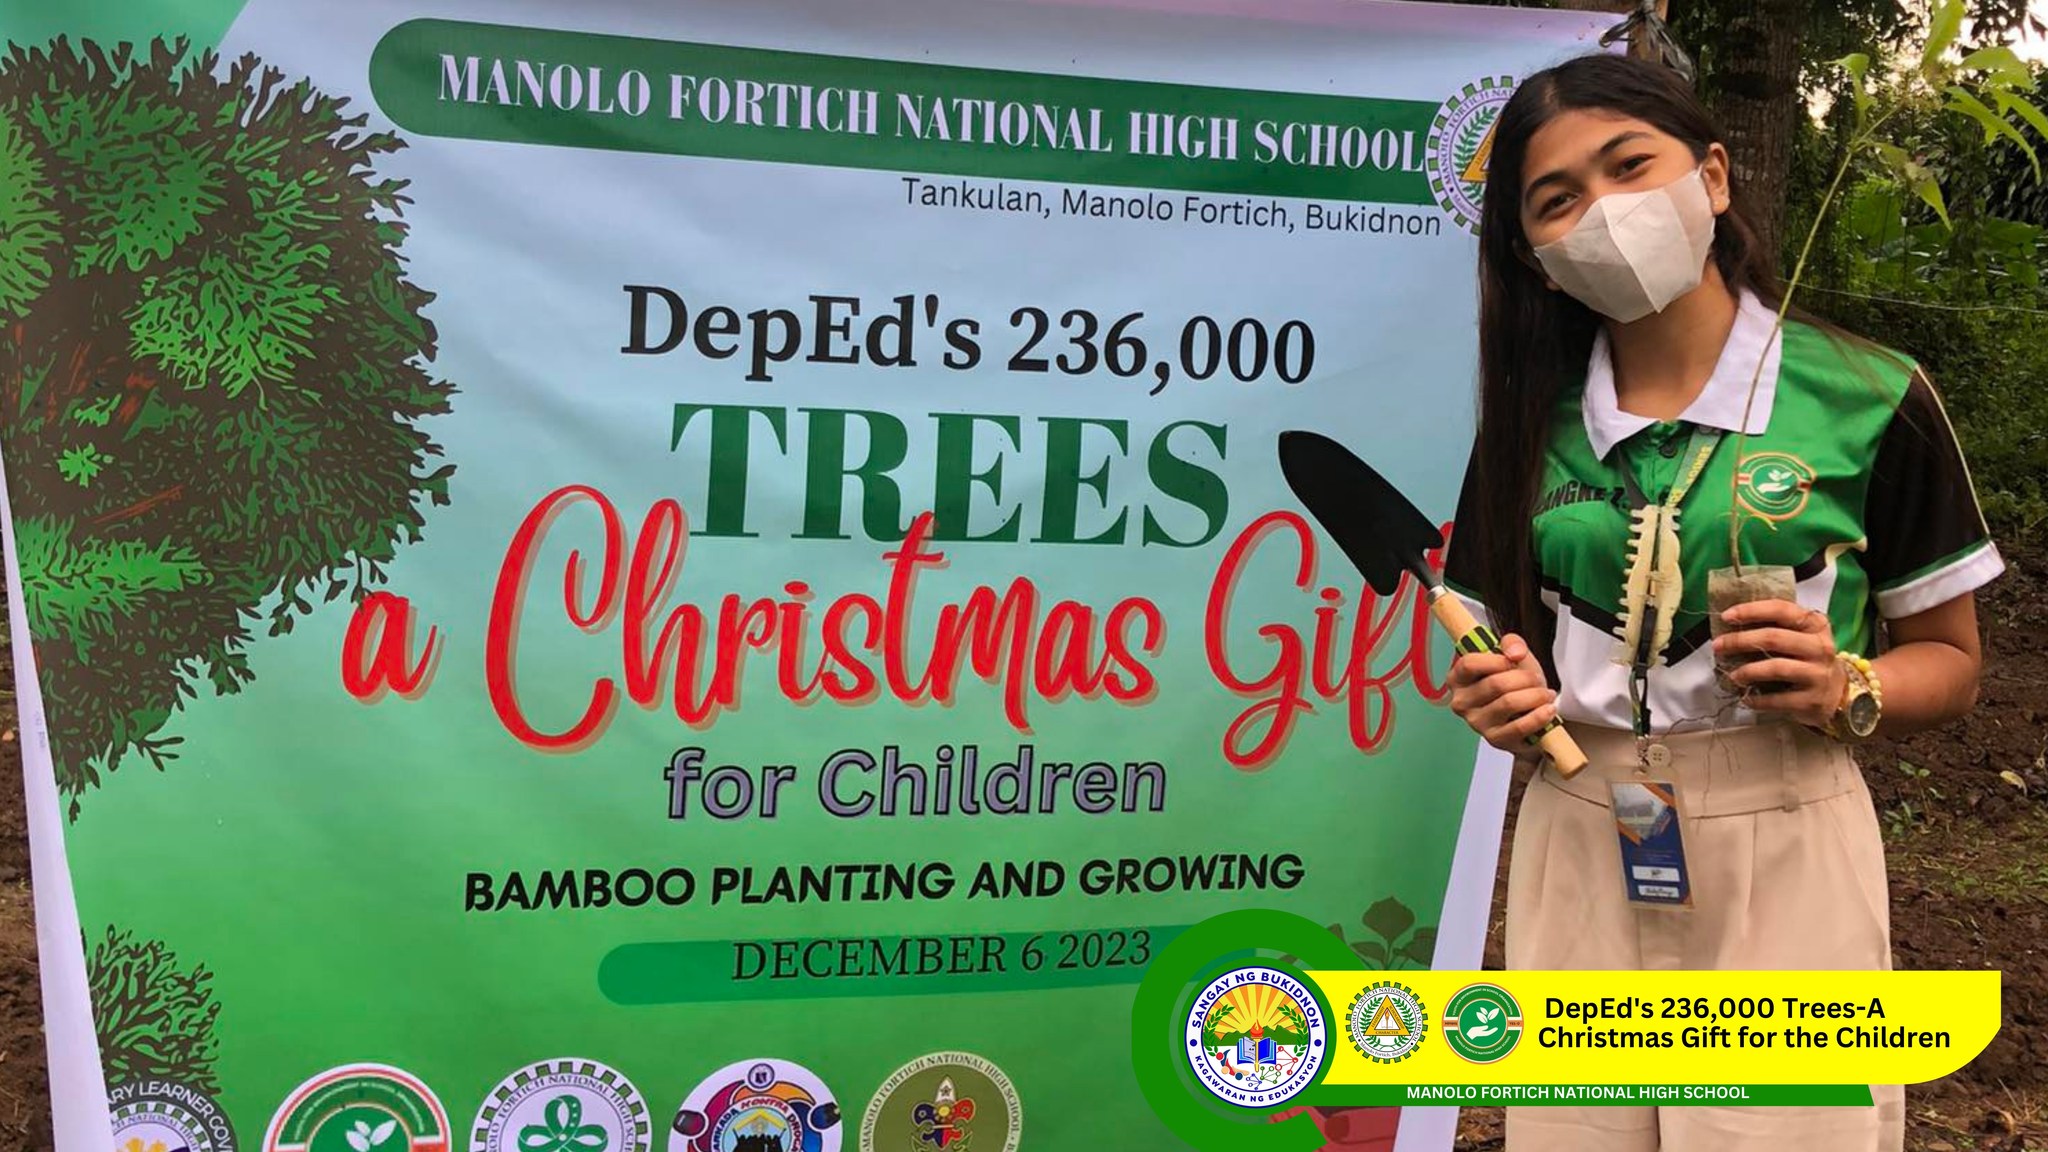 MANOLO FORTICH NATIONAL HIGH SCHOOL
Tankulan, Manolo Fortich, Bukidnon
DepEd's 236,000
TREES
a Christmas Gift
for Children
BAMBOO PLANTING AND GROWING
DECEMBER 6 2023
SANGAY NG BUKIDNON
KAGAWARAN NG EDUKASYON
DepEd's 236,000 Trees-A
Christmas Gift for the Children
MANOLO FORTICH NATIONAL HIGH SCHOOL